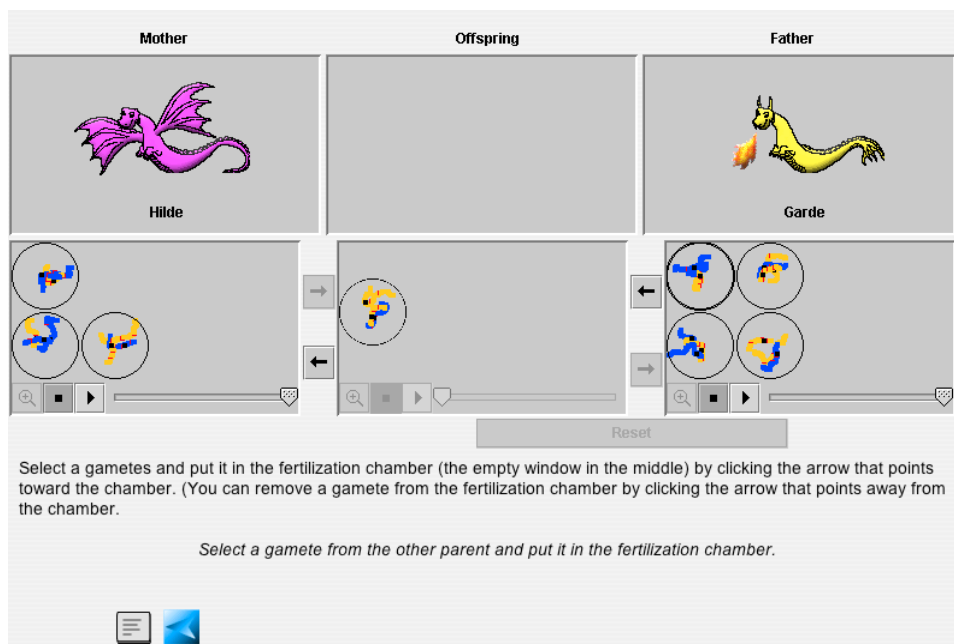 Mother Offspring Father
Hilde Garde
Reset
Select a gametes and put it in the fertilization chamber (the empty window in the middle) by clicking the arrow that points
toward the chamber. (You can remove a gamete from the fertilization chamber by clicking the arrow that points away from
the chamber.
Select a gamete from the other parent and put it in the fertilization chamber.